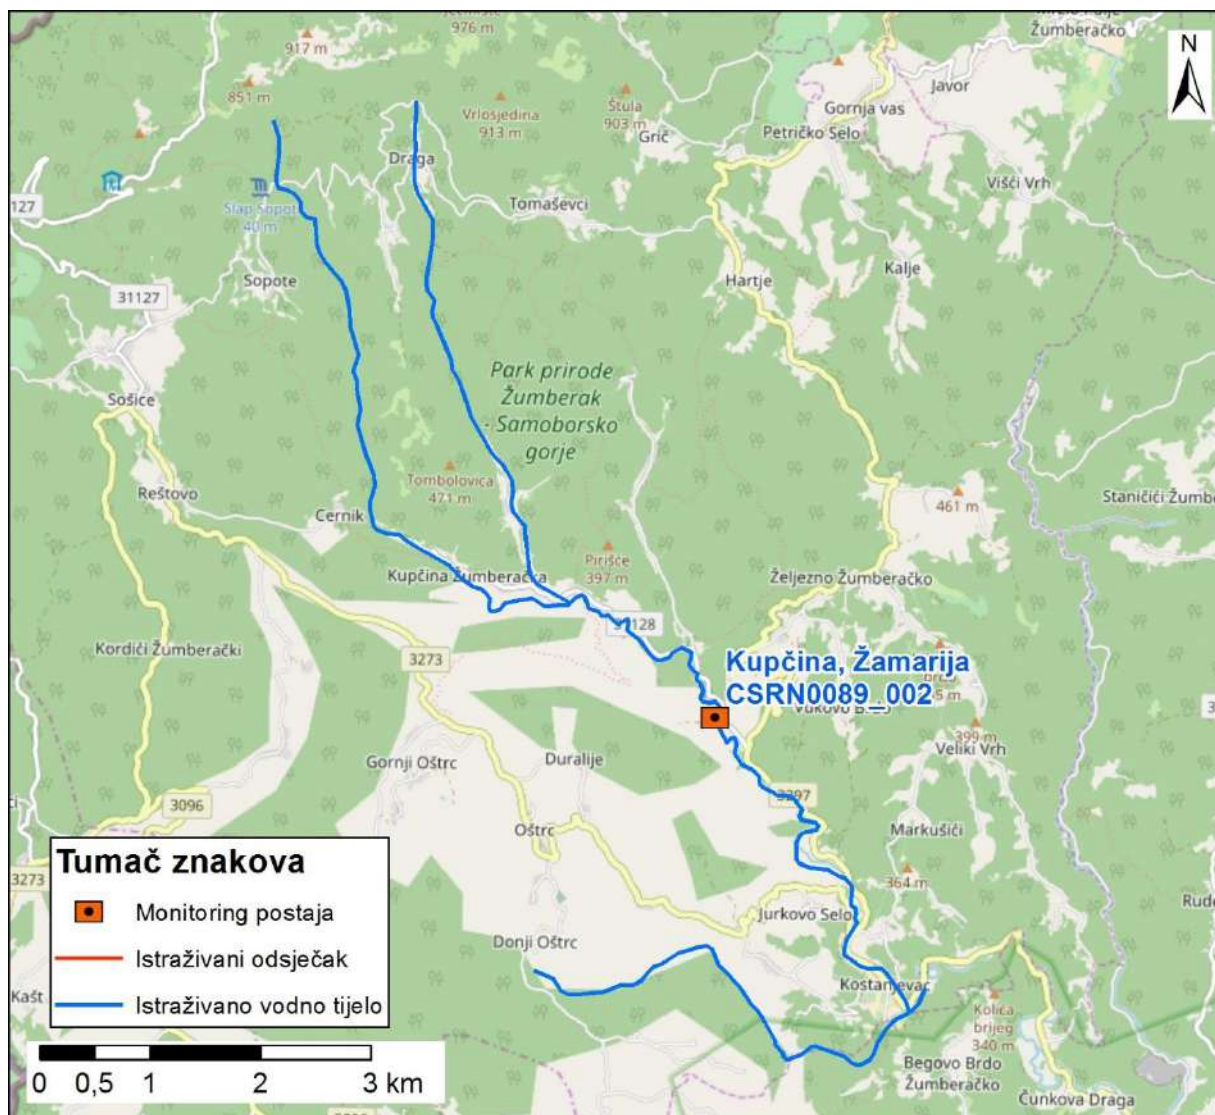 917 m
976 m
Žumberačko
N
Javor
851 m
Vrlosjedina
913 m
Štula
903 m
Gornja vas
Petričko Selo
Grič
Draga
Višći Vrh
127
Slap Sopot
40 m
Tomaševci
Kalje
Sopote
Hartje
31127
Park prirode
Žumberak
- Samoborsko
gorje
Sošice
Tombolovica
471 m
Reštovo
Cernik
461 m
Staničići Žumb
Pirišće
397 m
Kupčina Žumberačka
Željezno Žumberačko
Kordići Žumberački
3273
Kupčina, Žamarija
CSRN0089_002
Vukovo Brdo
399 m
Veliki Vrh
Gornji Oštrc
Duralije
3096
3297
Oštrc
Markušići
Tumač znakova
3273
364 m
Monitoring postaja
Jurkovo Selo
Rude
Donji Oštrc
Istraživani odsječak
Kašt
Istraživano vodno tijelo
Kostanjevac
Kolića
brijeg
340 m
Begovo Brdo
Žumberačko
0 0,5 1 2 3 km
Čunkova Draga